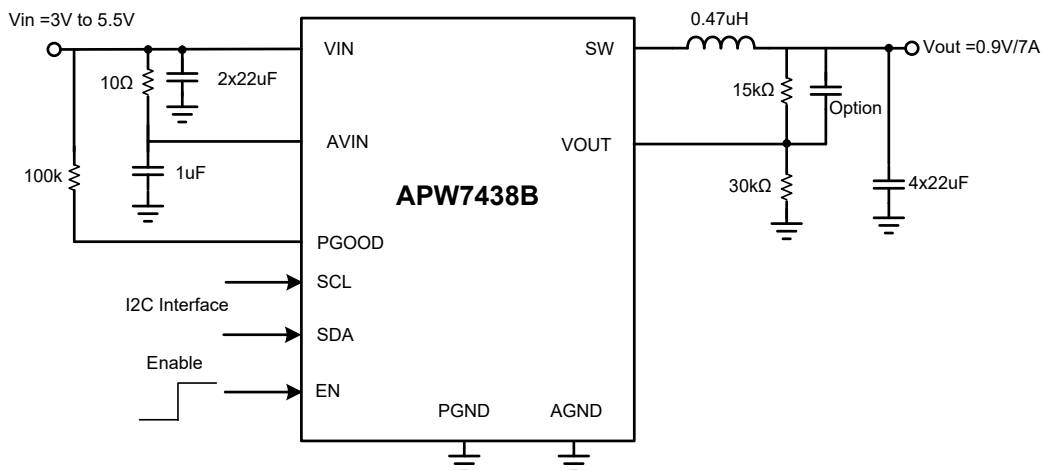 Vin =3V to 5.5V
0.47uH
VIN
SW
Vout =0.9V/7A
10Ω
2x22uF
15kΩ
Option
AVIN
VOUT
100k
1uF
APW7438B
30kΩ
4x22uF
PGOOD
SCL
I2C Interface
SDA
Enable
EN
PGND
AGND